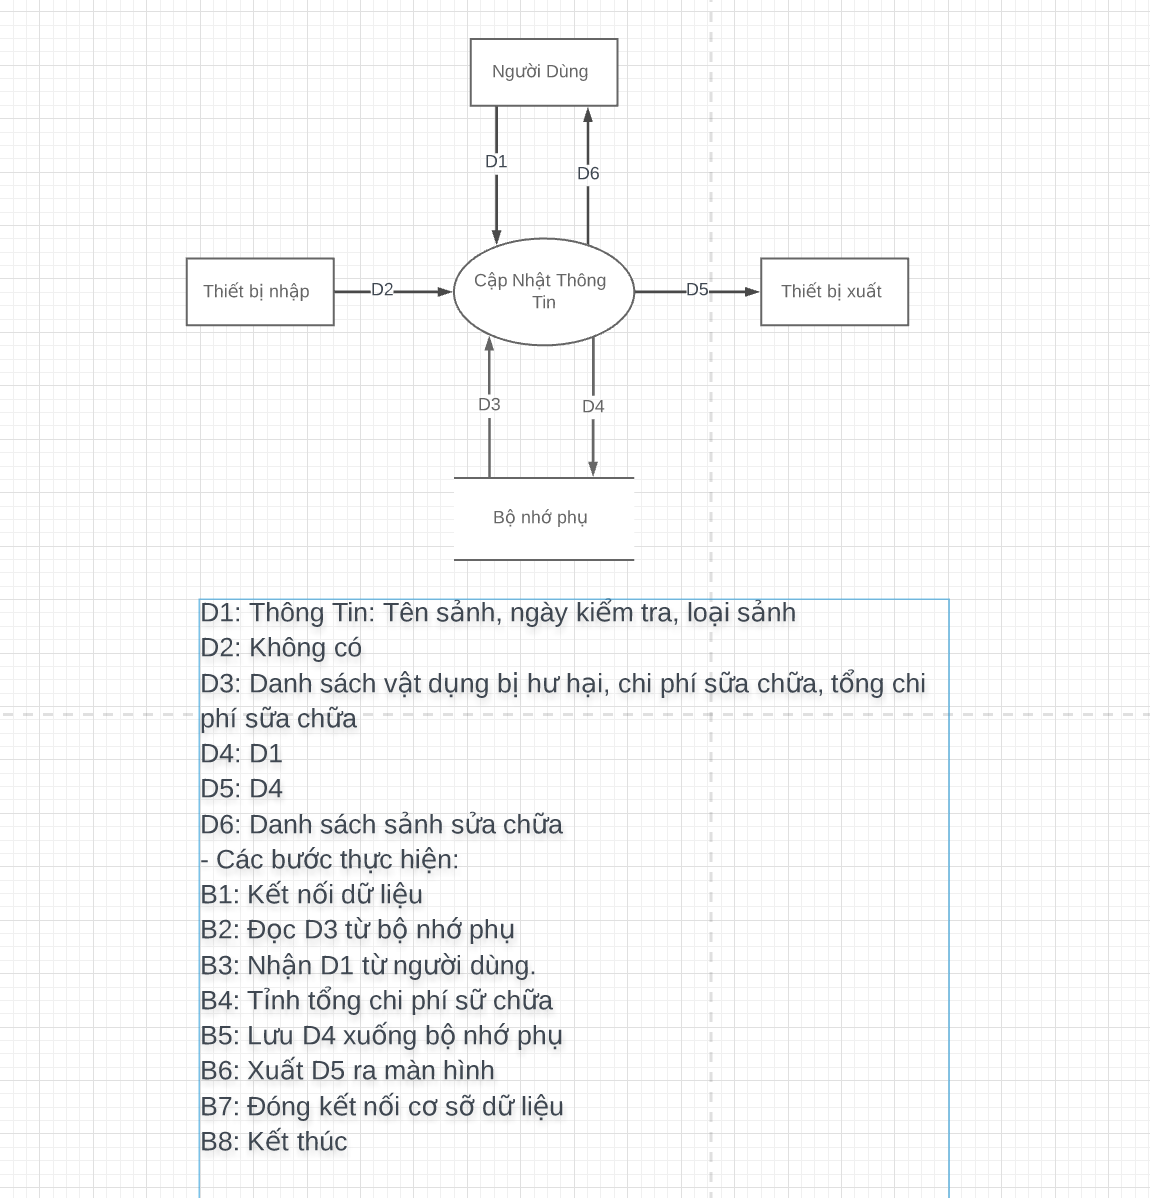 Người Dùng
D1
D6
Thiết bị nhập
D2
Cập Nhật Thông
Tin
D5
Thiết bị xuất
D3
D4
Bộ nhớ phụ
D1: Thông Tin: Tên sảnh, ngày kiểm tra, loại sảnh
D2: Không có
D3: Danh sách vật dụng bị hư hại, chi phí sữa chữa, tổng chi
phí sữa chữa
D4: D1
D5: D4
D6: Danh sách sảnh sửa chữa
- Các bước thực hiện:
B1: Kết nối dữ liệu
B2: Đọc D3 từ bộ nhớ phụ
B3: Nhận D1 từ người dùng.
B4: Tỉnh tổng chi phí sữ chữa
B5: Lưu D4 xuống bộ nhớ phụ
B6: Xuất D5 ra màn hình
B7: Đóng kết nối cơ sỡ dữ liệu
B8: Kết thúc